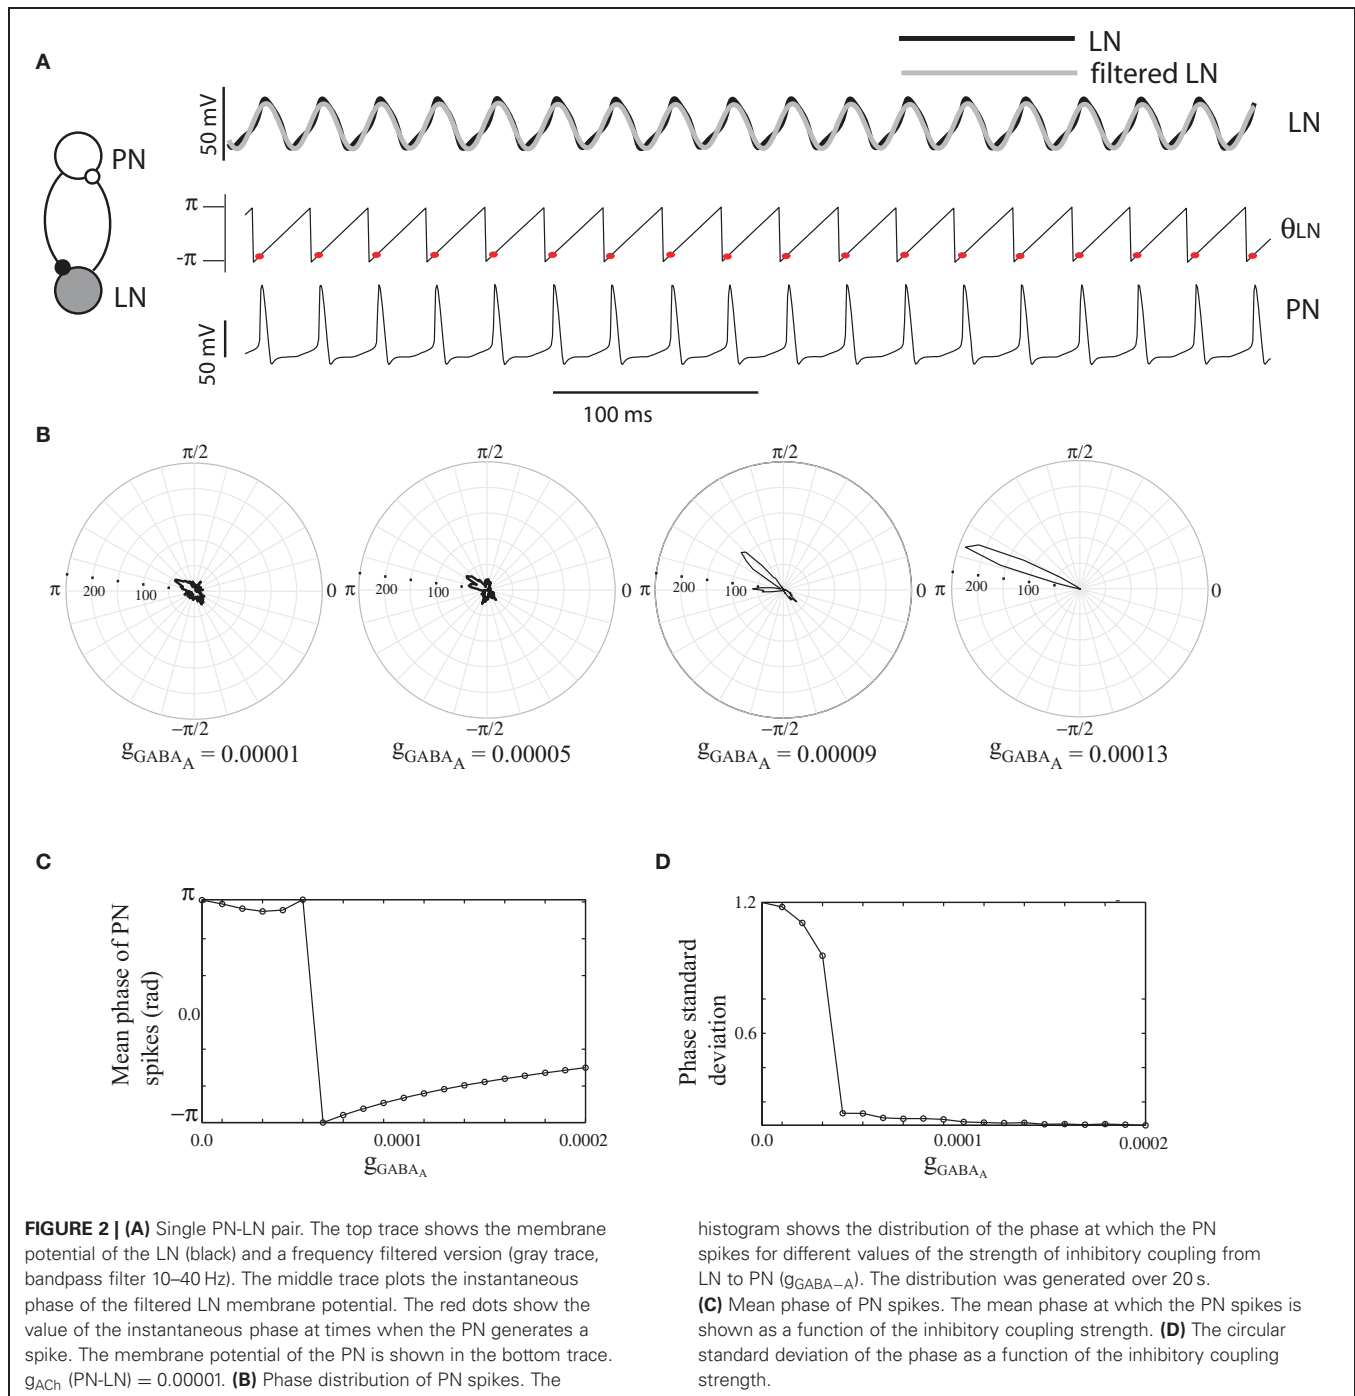 LN
filtered LN
A
50 mV
LN
PN
π
-π
θLN
LN
50 mV
PN
100 ms
B
π/2
π/2
π/2
π/2
π 200 100 0
π 200 100 0
π 200 100 0
π 200 100 0
−π/2
−π/2
−π/2
−π/2
gGABAA = 0.00001
gGABAA = 0.00005
gGABAA = 0.00009
gGABAA = 0.00013
C
Mean phase of PN
spikes (rad)
π
0.0
−π
0.0 0.0001 0.0002
gGABAA
D
Phase standard
deviation
1.2
0.6
0.0 0.0001 0.0002
gGABAA
FIGURE 2 | (A) Single PN-LN pair. The top trace shows the membrane
potential of the LN (black) and a frequency filtered version (gray trace,
bandpass filter 10–40 Hz). The middle trace plots the instantaneous
phase of the filtered LN membrane potential. The red dots show the
value of the instantaneous phase at times when the PN generates a
spike. The membrane potential of the PN is shown in the bottom trace.
gACh (PN-LN) = 0.00001. (B) Phase distribution of PN spikes. The
histogram shows the distribution of the phase at which the PN
spikes for different values of the strength of inhibitory coupling from
LN to PN (gGABA−A). The distribution was generated over 20 s.
(C) Mean phase of PN spikes. The mean phase at which the PN spikes is
shown as a function of the inhibitory coupling strength. (D) The circular
standard deviation of the phase as a function of the inhibitory coupling
strength.